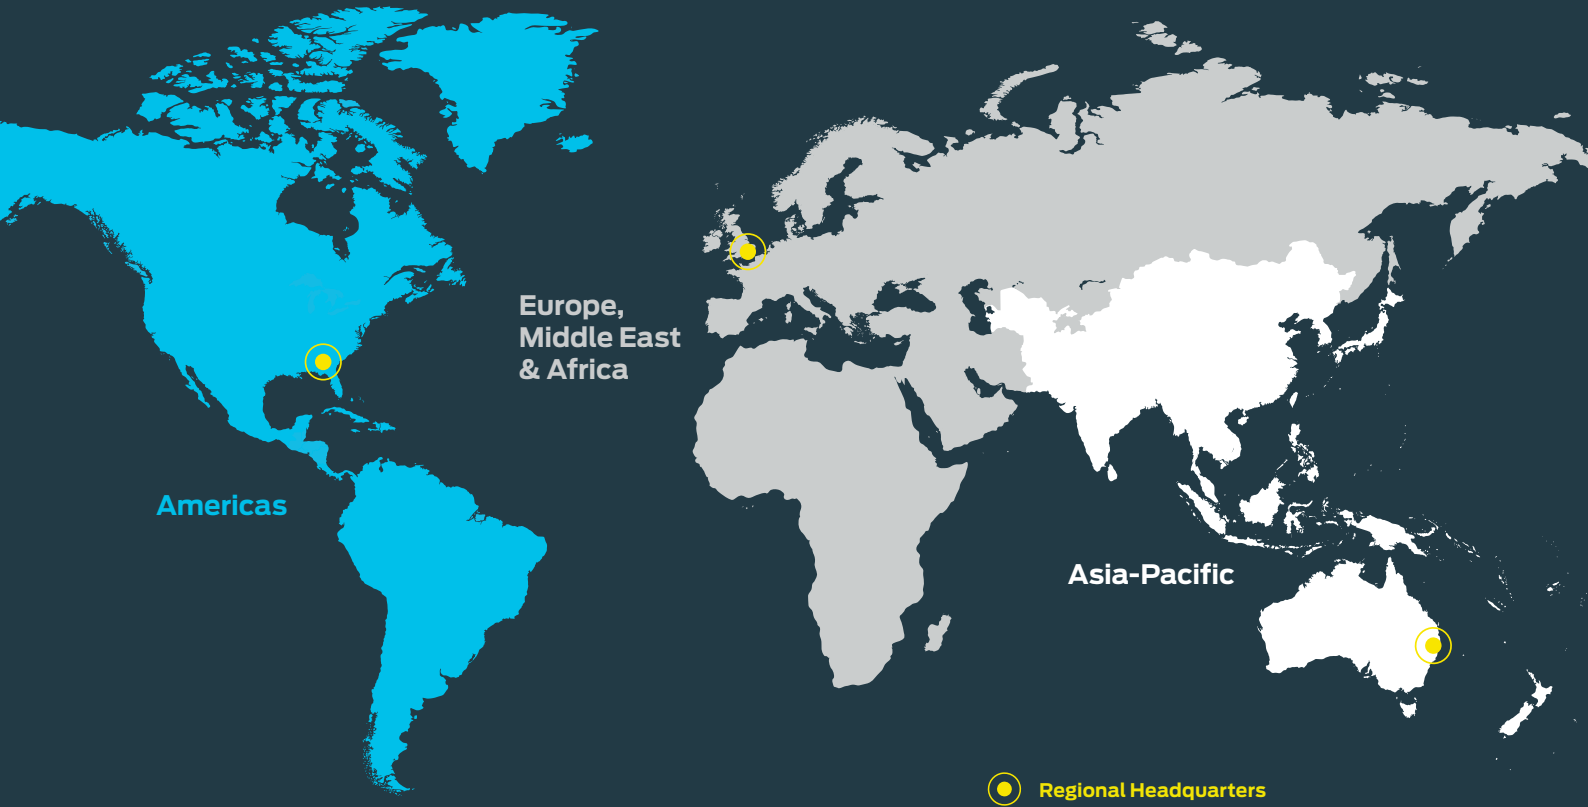 Europe,
Middle East
& Africa
Americas
Asia-Pacific
Regional Headquarters